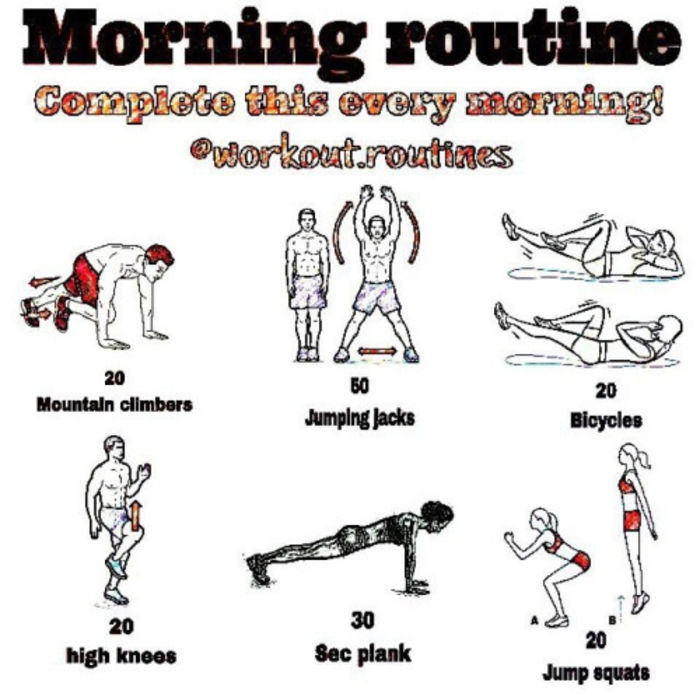 Morning routine
Complete this every morning!
@workout.routines
20
Mountain climbers
50
Jumping jacks
20
Bicycles
20
high knees
30
Sec plank
A
B
20
Jump squats